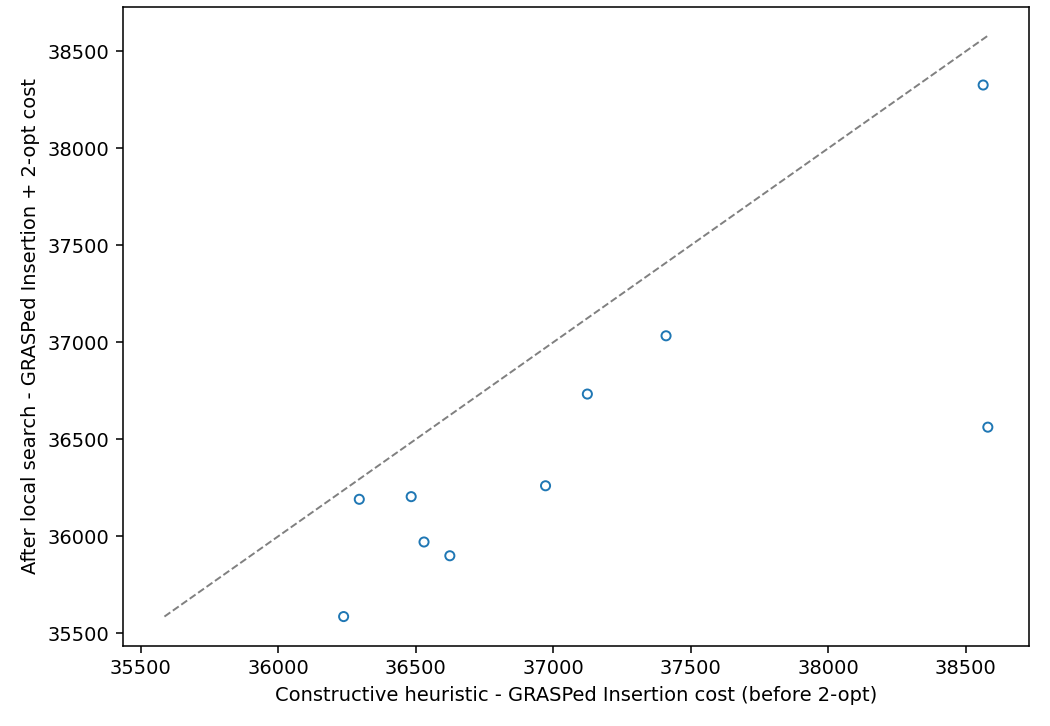 After local search - GRASPed Insertion + 2-opt cost
38500
38000
37500
37000
36500
36000
35500
35500 36000 36500 37000 37500 38000 38500
Constructive heuristic - GRASPed Insertion cost (before 2-opt)